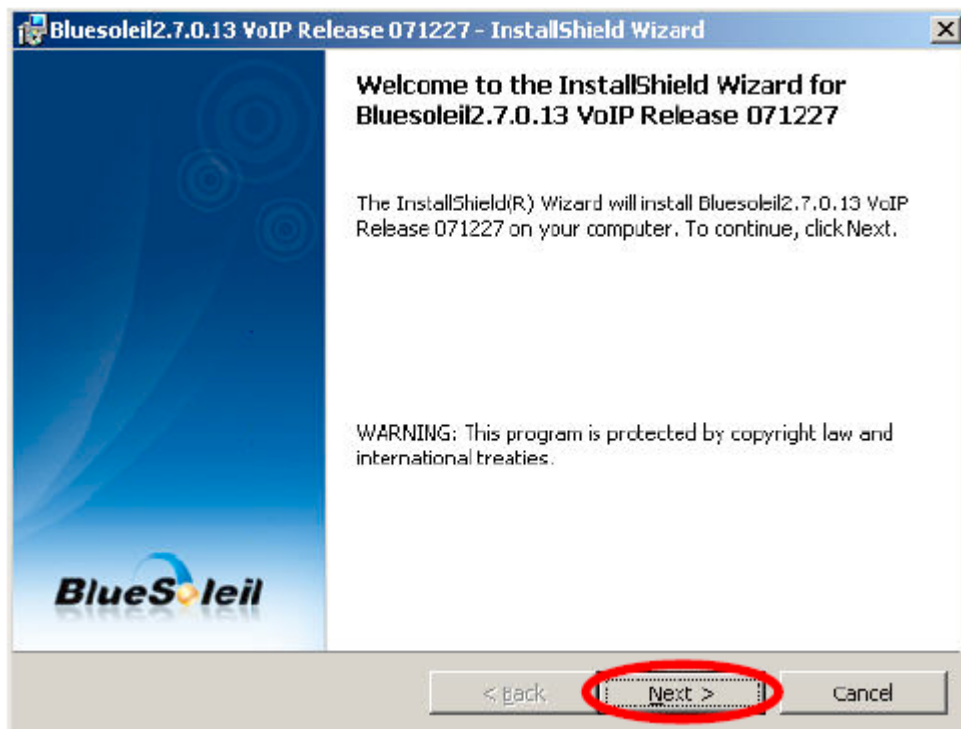 Bluesoleil2.7.0.13 VoIP Release 071227 - InstallShield Wizard
Welcome to the InstallShield Wizard for
Bluesoleil2.7.0.13 VoIP Release 071227
The InstallShield(R) Wizard will install Bluesoleil2.7.0.13 VoIP
Release 071227 on your computer. To continue, click Next.
WARNING: This program is protected by copyright law and
international treaties.
BlueSoleil
< Back
Next >
Cancel